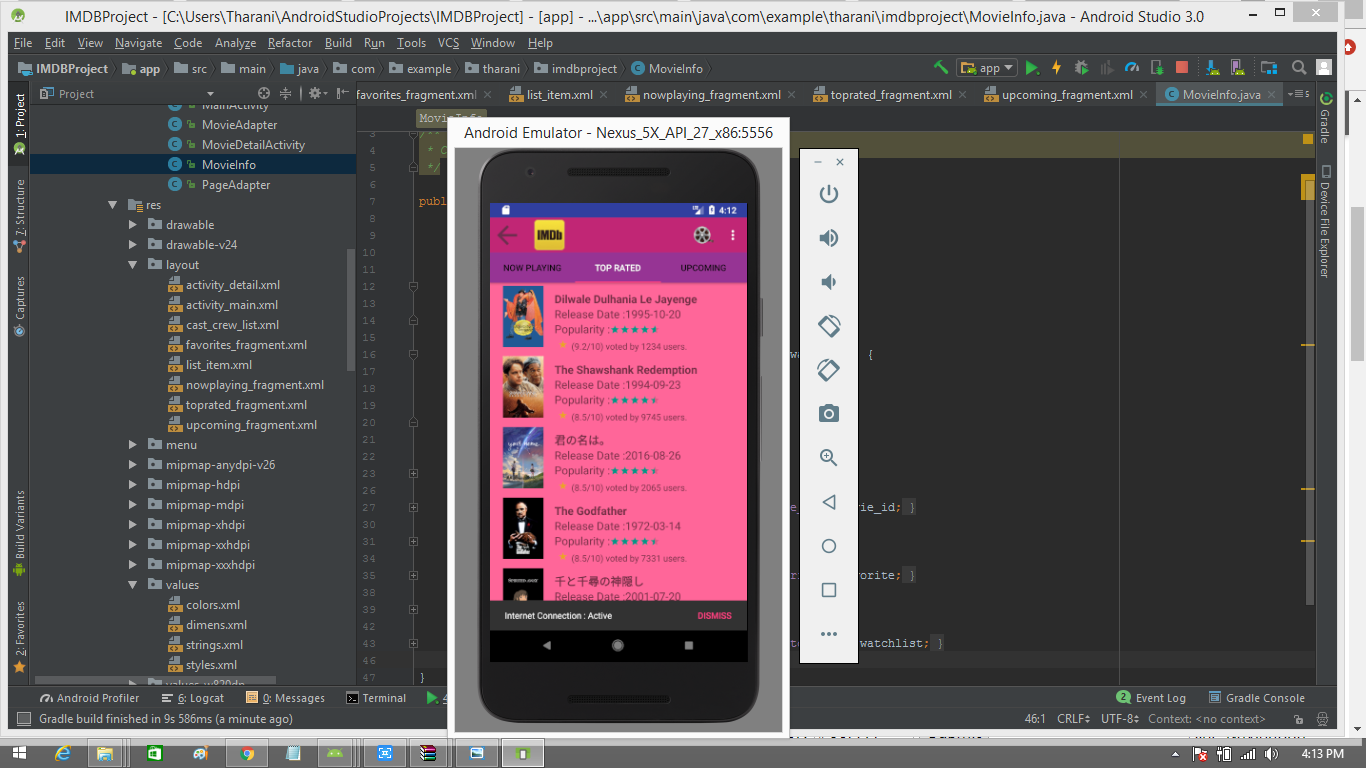 IMDBProject - [C:\Users\Tharani\AndroidStudioProjects\IMDBProject] - [app] - ...\app\src\main\java\com\example\tharani\imdbproject\MovieInfo.java - Android Studio 3.0
File Edit View Navigate Code Analyze Refactor Build Run Tools VCS Window Help
IMDBProject app src main java com example tharani imdbproject MovieInfo
app
Project
favorites_fragment.xml list_item.xml nowplaying_fragment.xml toprated_fragment.xml upcoming_fragment.xml MovieInfo.java
1: Project
7: Structure
Captures
Build Variants
2: Favorites
MainActivity
MovieAdapter
MovieDetailActivity
MovieInfo
PageAdapter
res
drawable
drawable-v24
layout
activity_detail.xml
activity_main.xml
cast_crew_list.xml
favorites_fragment.xml
list_item.xml
nowplaying_fragment.xml
toprated_fragment.xml
upcoming_fragment.xml
menu
mipmap-anydpi-v26
mipmap-hdpi
mipmap-mdpi
mipmap-xhdpi
mipmap-xxhdpi
mipmap-xxxhdpi
values
colors.xml
dimens.xml
strings.xml
styles.xml
values-w820dp
MovieInfo
3 /**
4 * C
5 */
6
7 publ
8
9
10
11
12
13
14
15
16 {
17
18
19
20
21
22
23
26
27 rie_id; }
30
31
34
35 vorite; }
38
39
42
43 watchlist; }
46
47 }
Android Emulator - Nexus_5X_API_27_x86:5556
4:12
IMDb
NOW PLAYING TOP RATED UPCOMING
Dilwale Dulhania Le Jayenge
Release Date :1995-10-20
Popularity :
(9.2/10) voted by 1234 users.
The Shawshank Redemption
Release Date :1994-09-23
Popularity :
(8.5/10) voted by 9745 users.
君の名は。
Release Date :2016-08-26
Popularity :
(8.5/10) voted by 2065 users.
The Godfather
Release Date :1972-03-14
Popularity :
(8.5/10) voted by 7331 users.
千と千尋の神隠し
Release Date :2001-07-20
Internet Connection : Active DISMISS
Gradle
Device File Explorer
Android Profiler 6: Logcat 0: Messages Terminal 4 2 Event Log Gradle Console
Gradle build finished in 9s 586ms (a minute ago) 46:1 CRLF UTF-8 Context: <no context>
4:13 PM